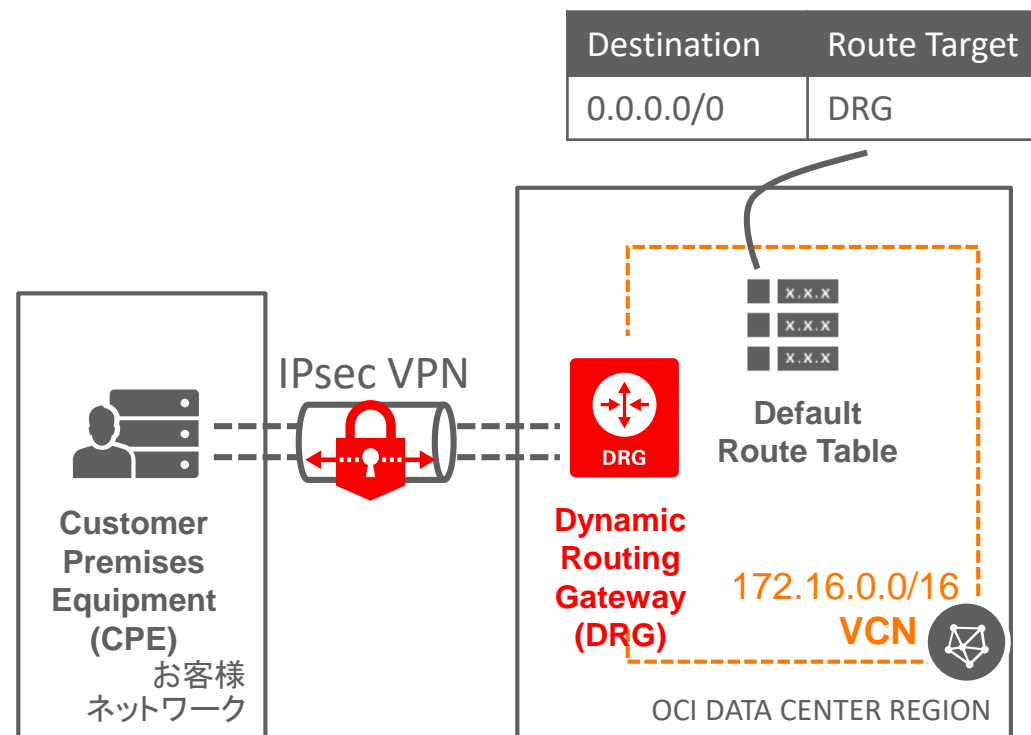 Destination Route Target
0.0.0.0/0 DRG
x.x.x
x.x.x
x.x.x
Default
Route Table
IPsec VPN
DRG
Customer
Premises
Equipment
(CPE)
お客様
ネットワーク
Dynamic
Routing
Gateway
(DRG)
172.16.0.0/16
VCN
OCI DATA CENTER REGION